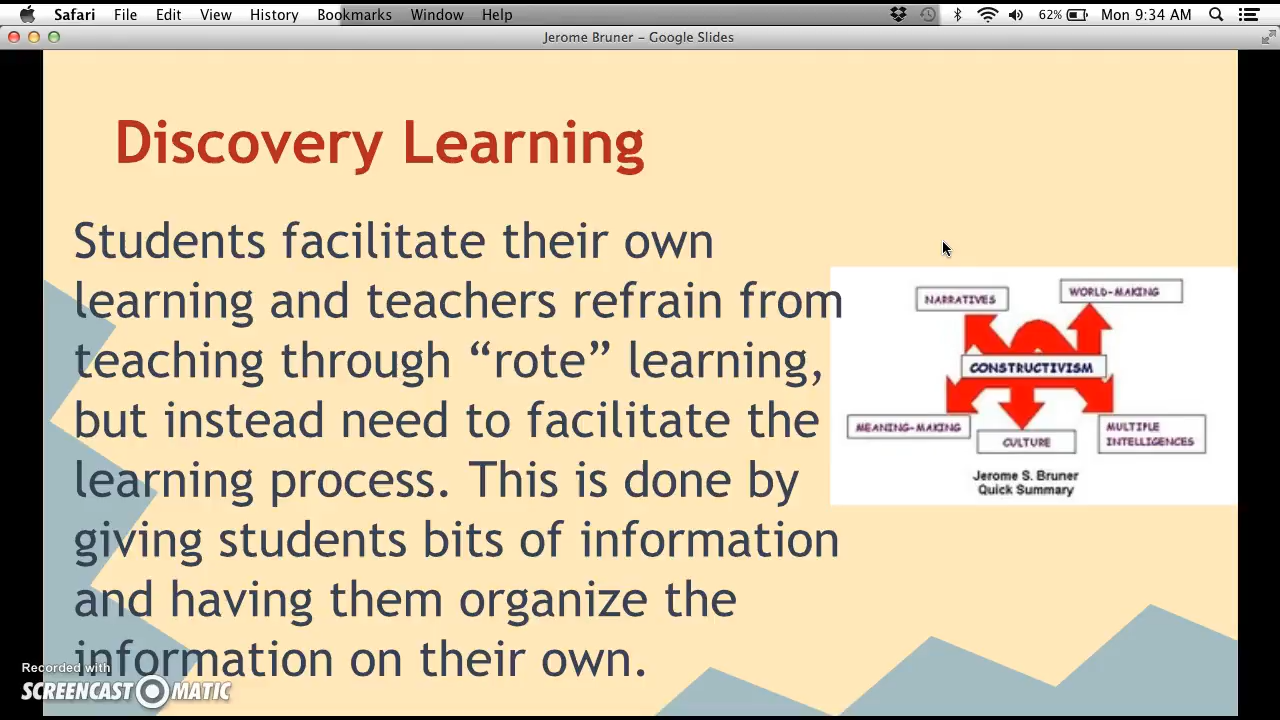 Safari File Edit View History Bookmarks Window Help 62% Mon 9:34 AM
Jerome Bruner – Google Slides
Discovery Learning
Students facilitate their own
learning and teachers refrain from
teaching through “rote” learning,
but instead need to facilitate the
learning process. This is done by
giving students bits of information
and having them organize the
information on their own.
NARRATIVES
WORLD-MAKING
CONSTRUCTIVISM
MEANING-MAKING
CULTURE
MULTIPLE
INTELLIGENCES
Jerome S. Bruner
Quick Summary
Recorded with
SCREENCAST MATIC